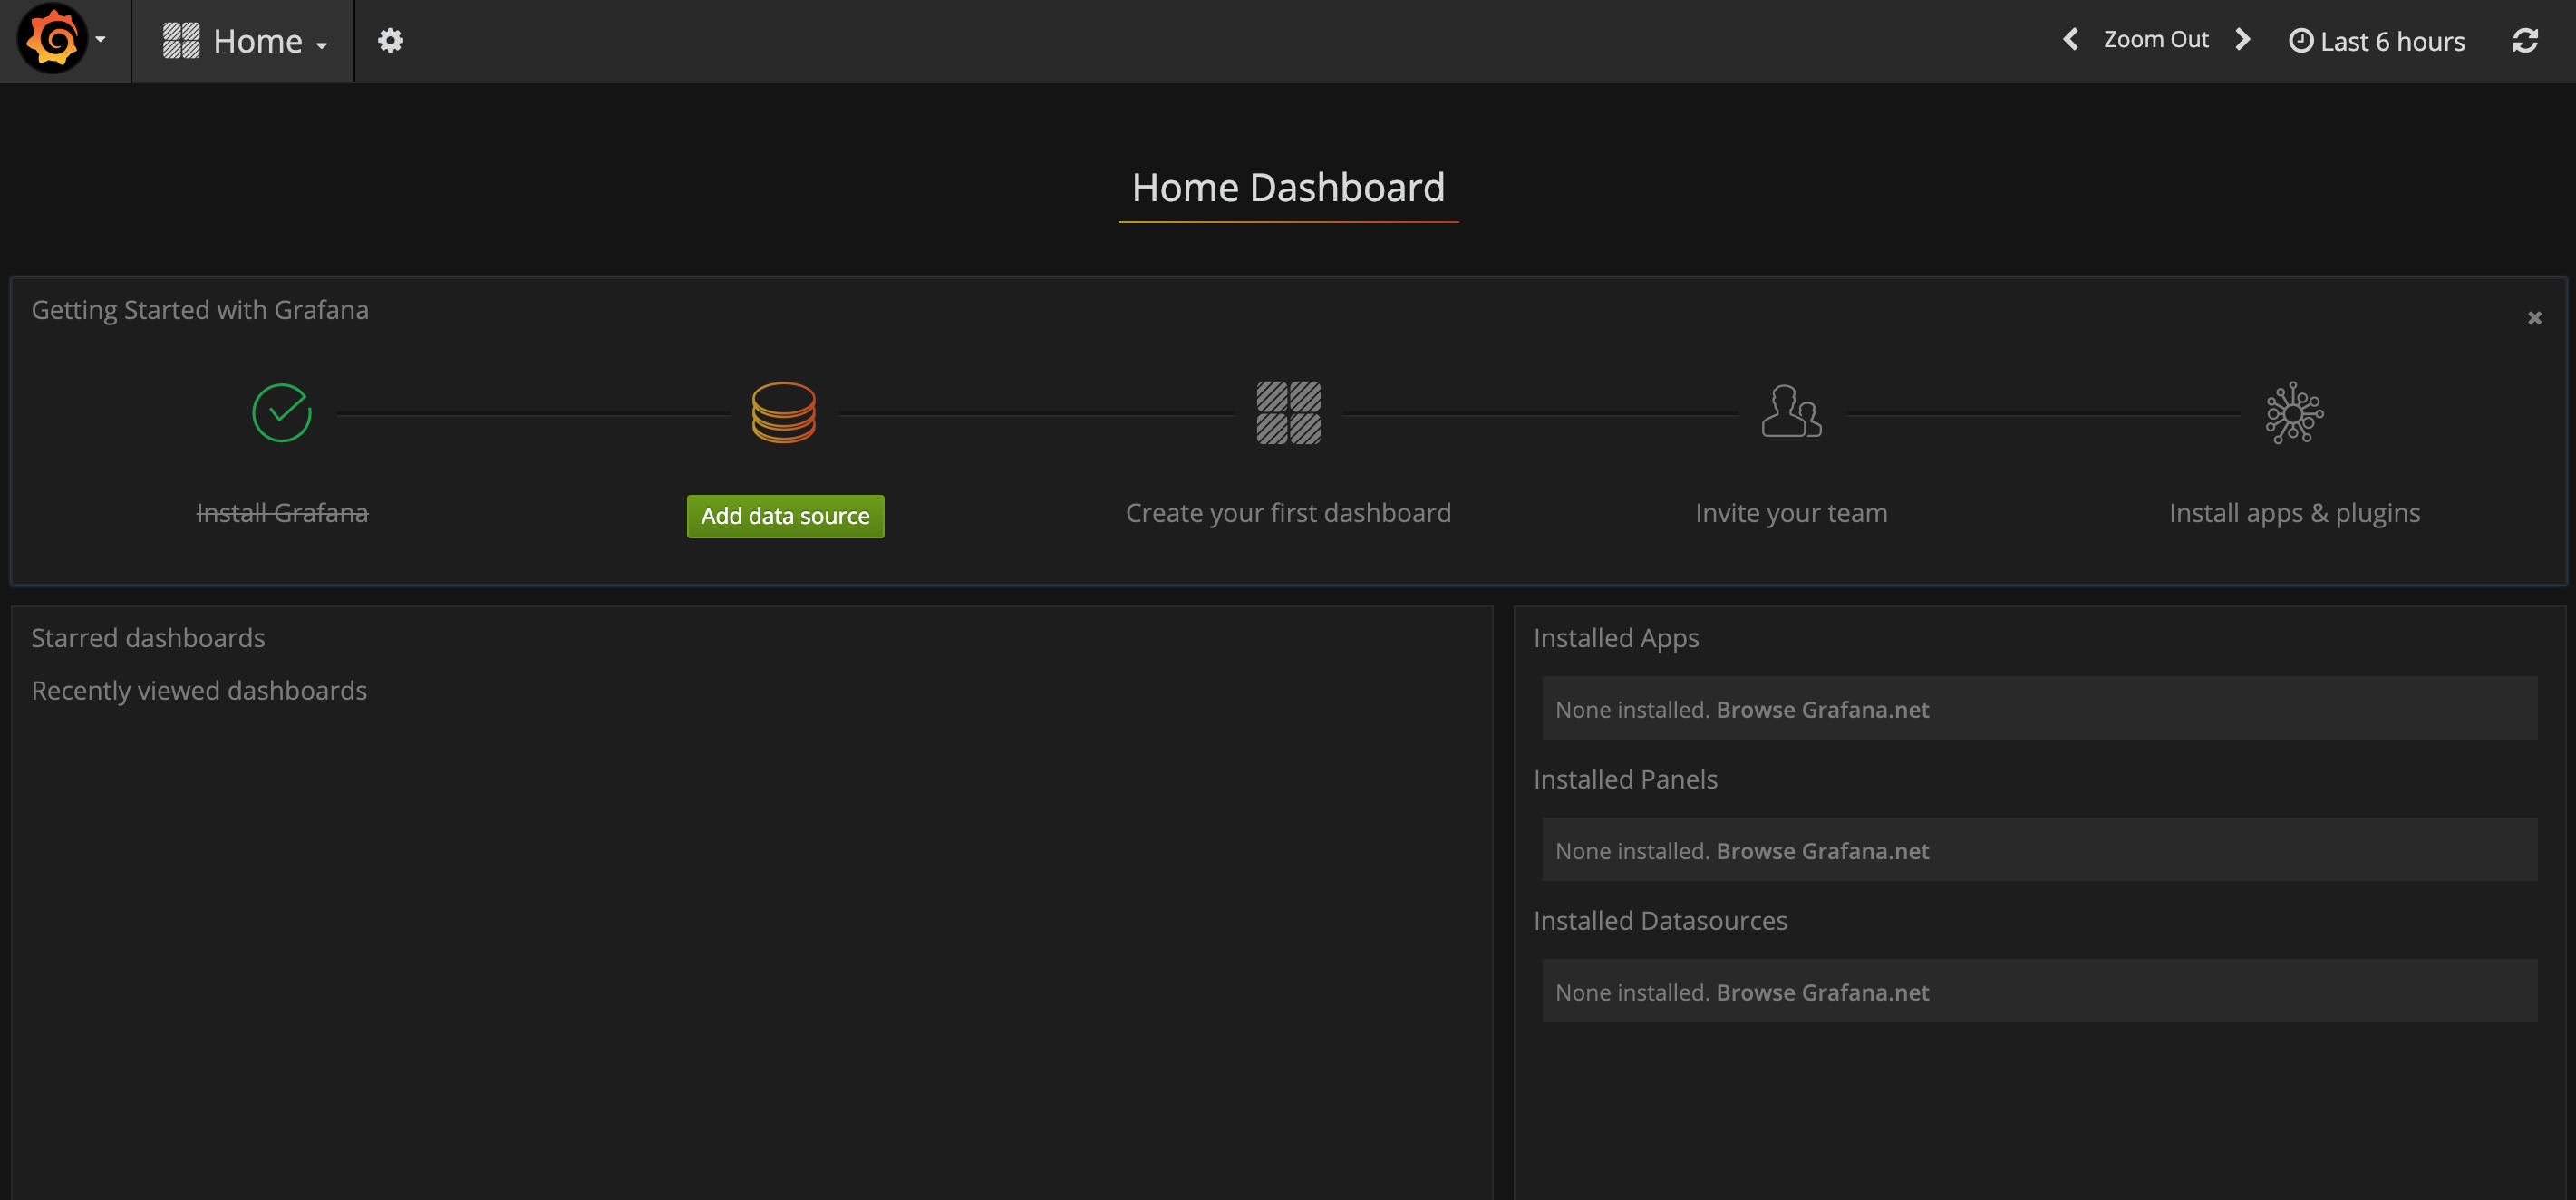 Home
Zoom Out
Last 6 hours
Home Dashboard
Getting Started with Grafana
Install Grafana
Add data source
Create your first dashboard
Invite your team
Install apps & plugins
Starred dashboards
Recently viewed dashboards
Installed Apps
None installed. Browse Grafana.net
Installed Panels
None installed. Browse Grafana.net
Installed Datasources
None installed. Browse Grafana.net